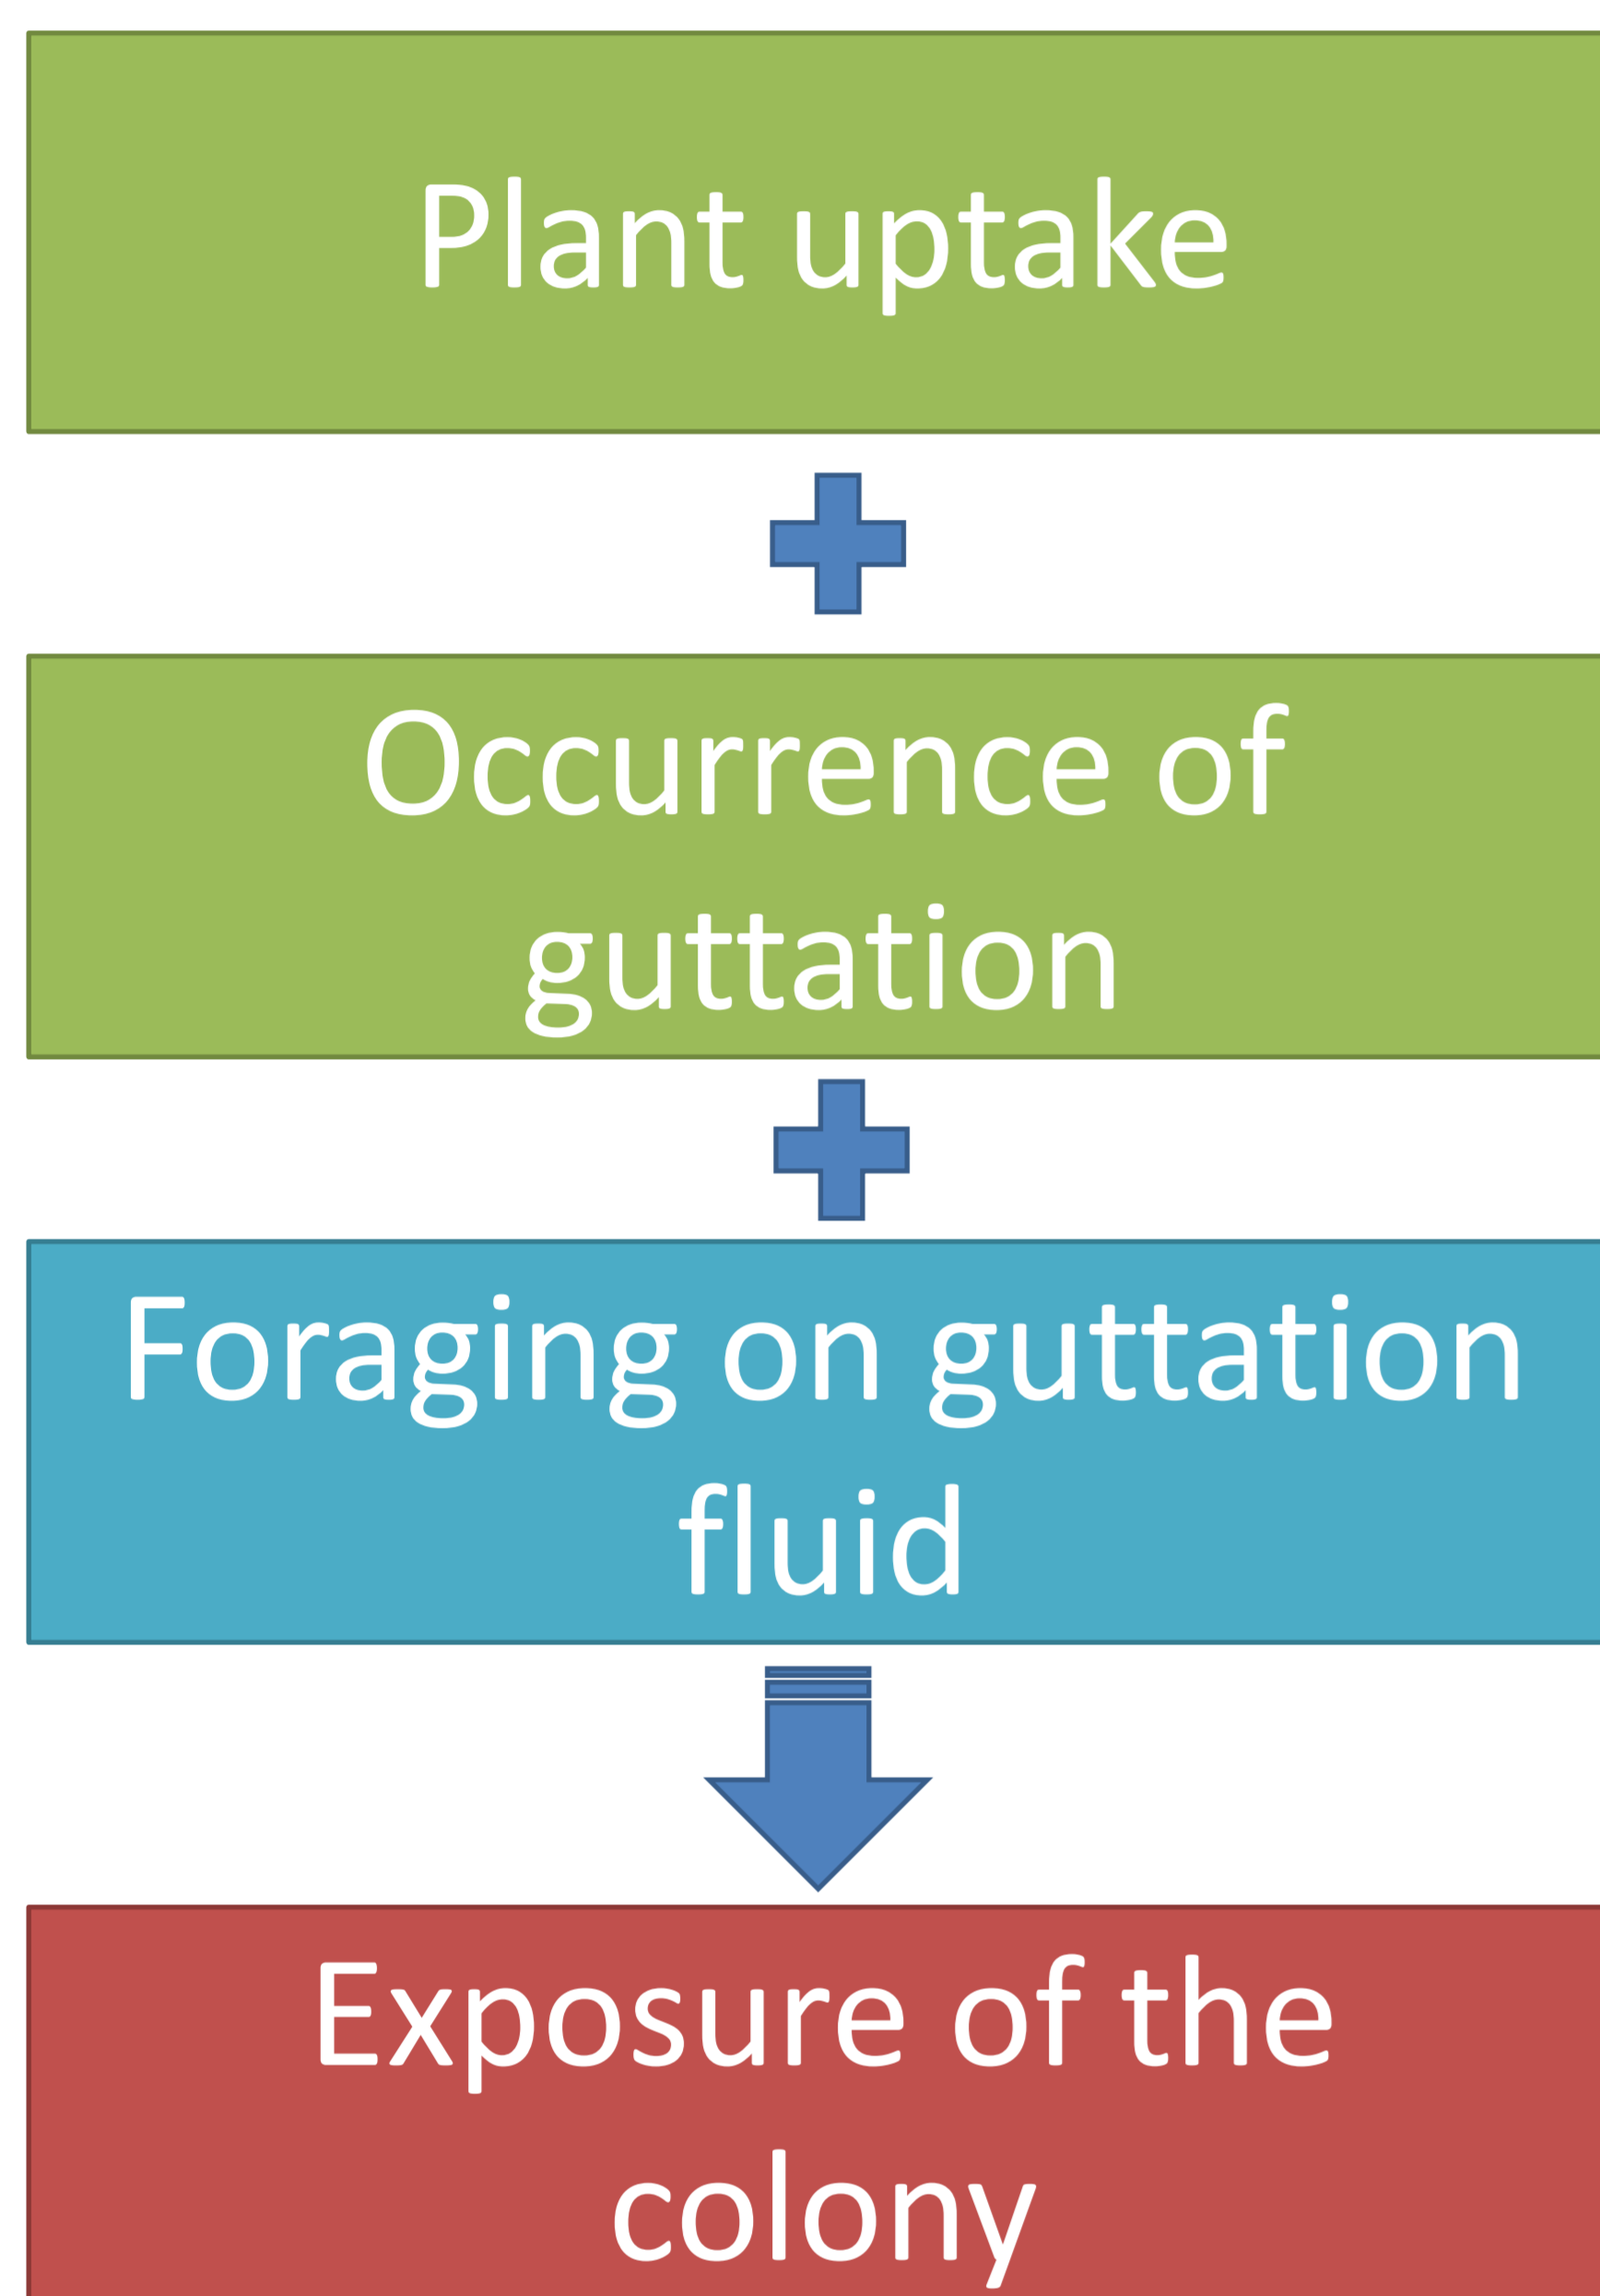 Plant uptake
Occurrence of
guttation
Foraging on guttation
fluid
Exposure of the
colony